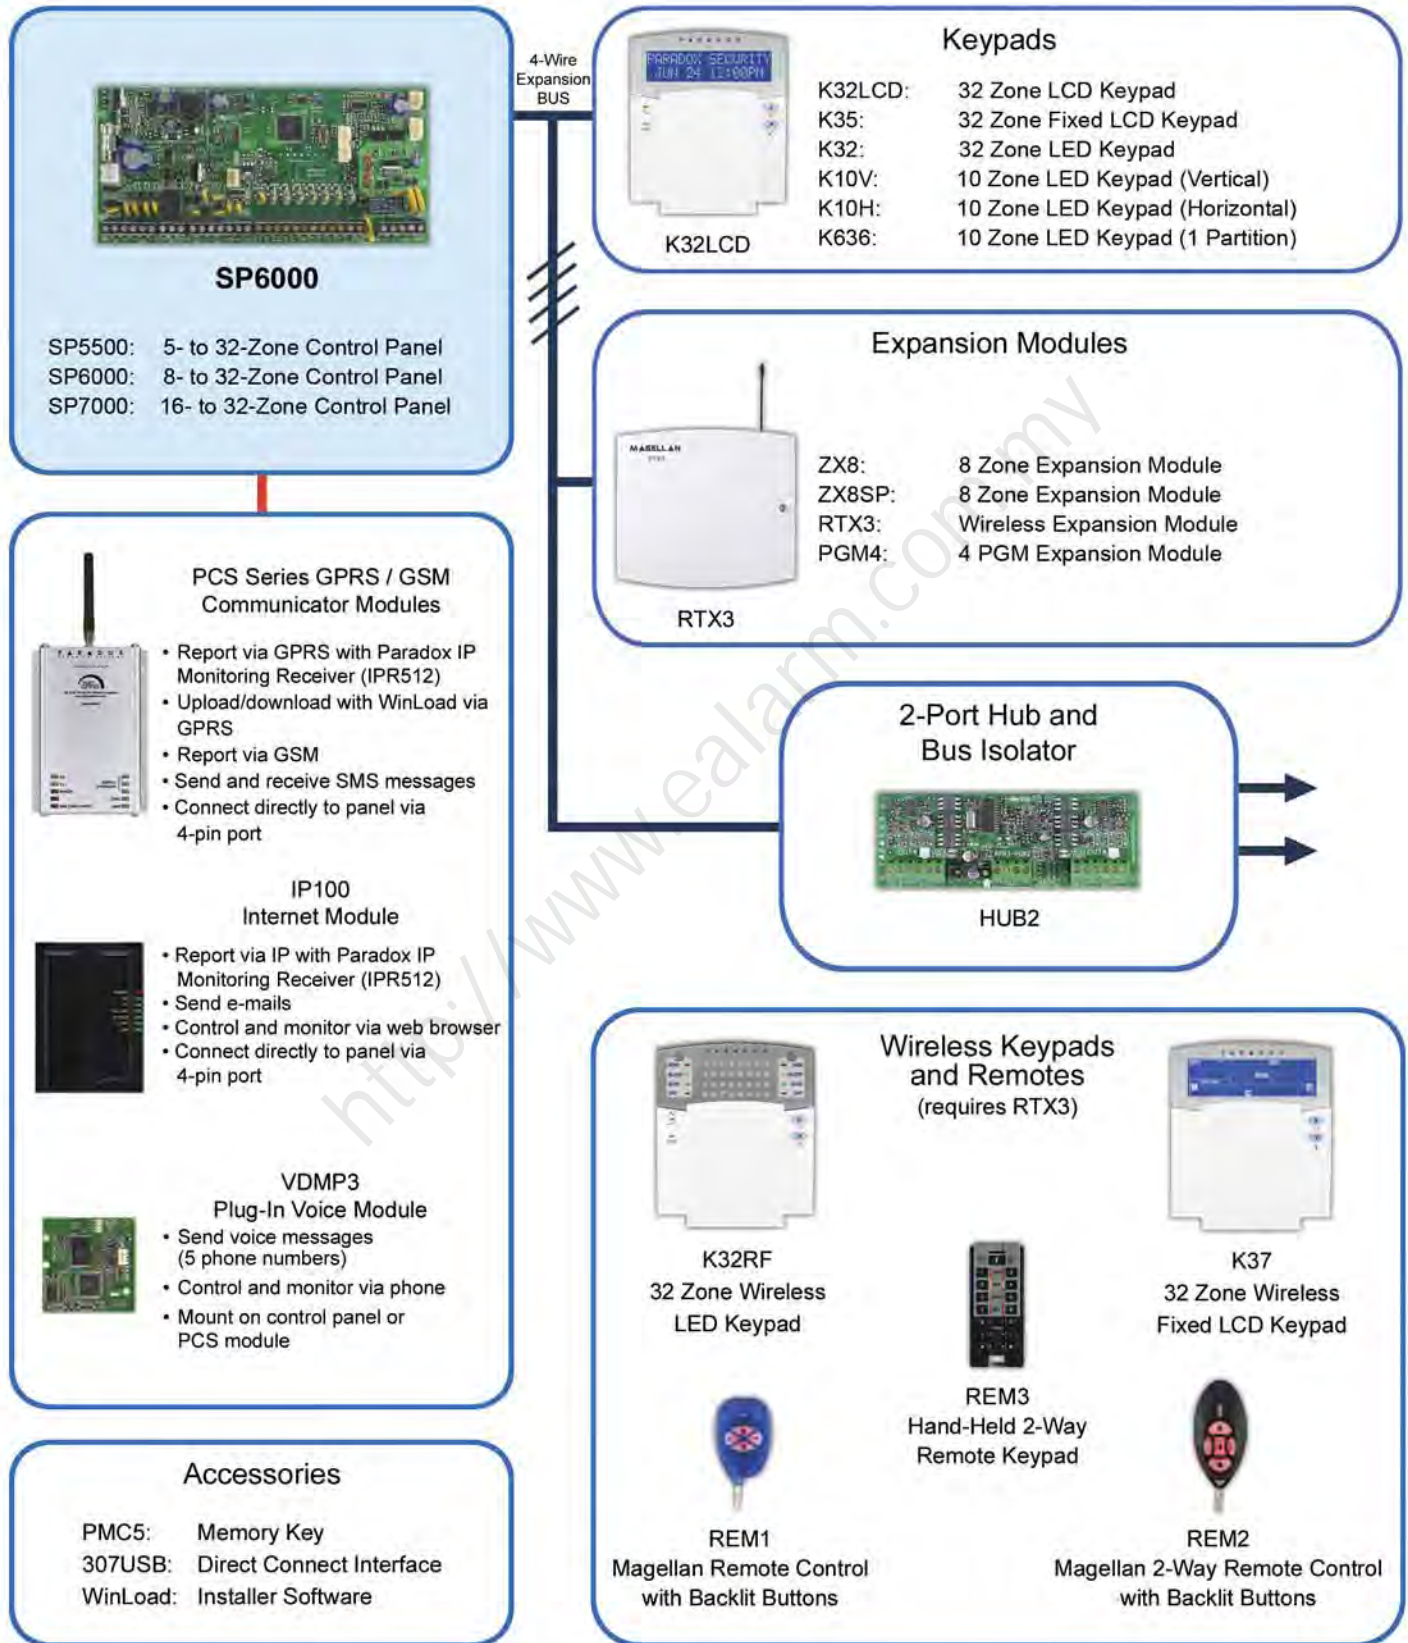 SP6000
SP5500: 5- to 32-Zone Control Panel
SP6000: 8- to 32-Zone Control Panel
SP7000: 16- to 32-Zone Control Panel
4-Wire
Expansion
BUS
Keypads
PARADOX
PARADOX SECURITY
JUN 24 12:00PM
K32LCD
K32LCD: 32 Zone LCD Keypad
K35: 32 Zone Fixed LCD Keypad
K32: 32 Zone LED Keypad
K10V: 10 Zone LED Keypad (Vertical)
K10H: 10 Zone LED Keypad (Horizontal)
K636: 10 Zone LED Keypad (1 Partition)
Expansion Modules
MAGELLAN
RTX3
RTX3
ZX8: 8 Zone Expansion Module
ZX8SP: 8 Zone Expansion Module
RTX3: Wireless Expansion Module
PGM4: 4 PGM Expansion Module
2-Port Hub and
Bus Isolator
HUB2
PCS Series GPRS / GSM
Communicator Modules
PARADOX
• Report via GPRS with Paradox IP
Monitoring Receiver (IPR512)
• Upload/download with WinLoad via
GPRS
• Report via GSM
• Send and receive SMS messages
• Connect directly to panel via
4-pin port
IP100
Internet Module
• Report via IP with Paradox IP
Monitoring Receiver (IPR512)
• Send e-mails
• Control and monitor via web browser
• Connect directly to panel via
4-pin port
VDMP3
Plug-In Voice Module
• Send voice messages
(5 phone numbers)
• Control and monitor via phone
• Mount on control panel or
PCS module
Accessories
PMC5: Memory Key
307USB: Direct Connect Interface
WinLoad: Installer Software
Wireless Keypads
and Remotes
(requires RTX3)
PARADOX
K32RF
32 Zone Wireless
LED Keypad
PARADOX
K37
32 Zone Wireless
Fixed LCD Keypad
REM3
Hand-Held 2-Way
Remote Keypad
REM1
Magellan Remote Control
with Backlit Buttons
REM2
Magellan 2-Way Remote Control
with Backlit Buttons
http://www.ealarm.com.my